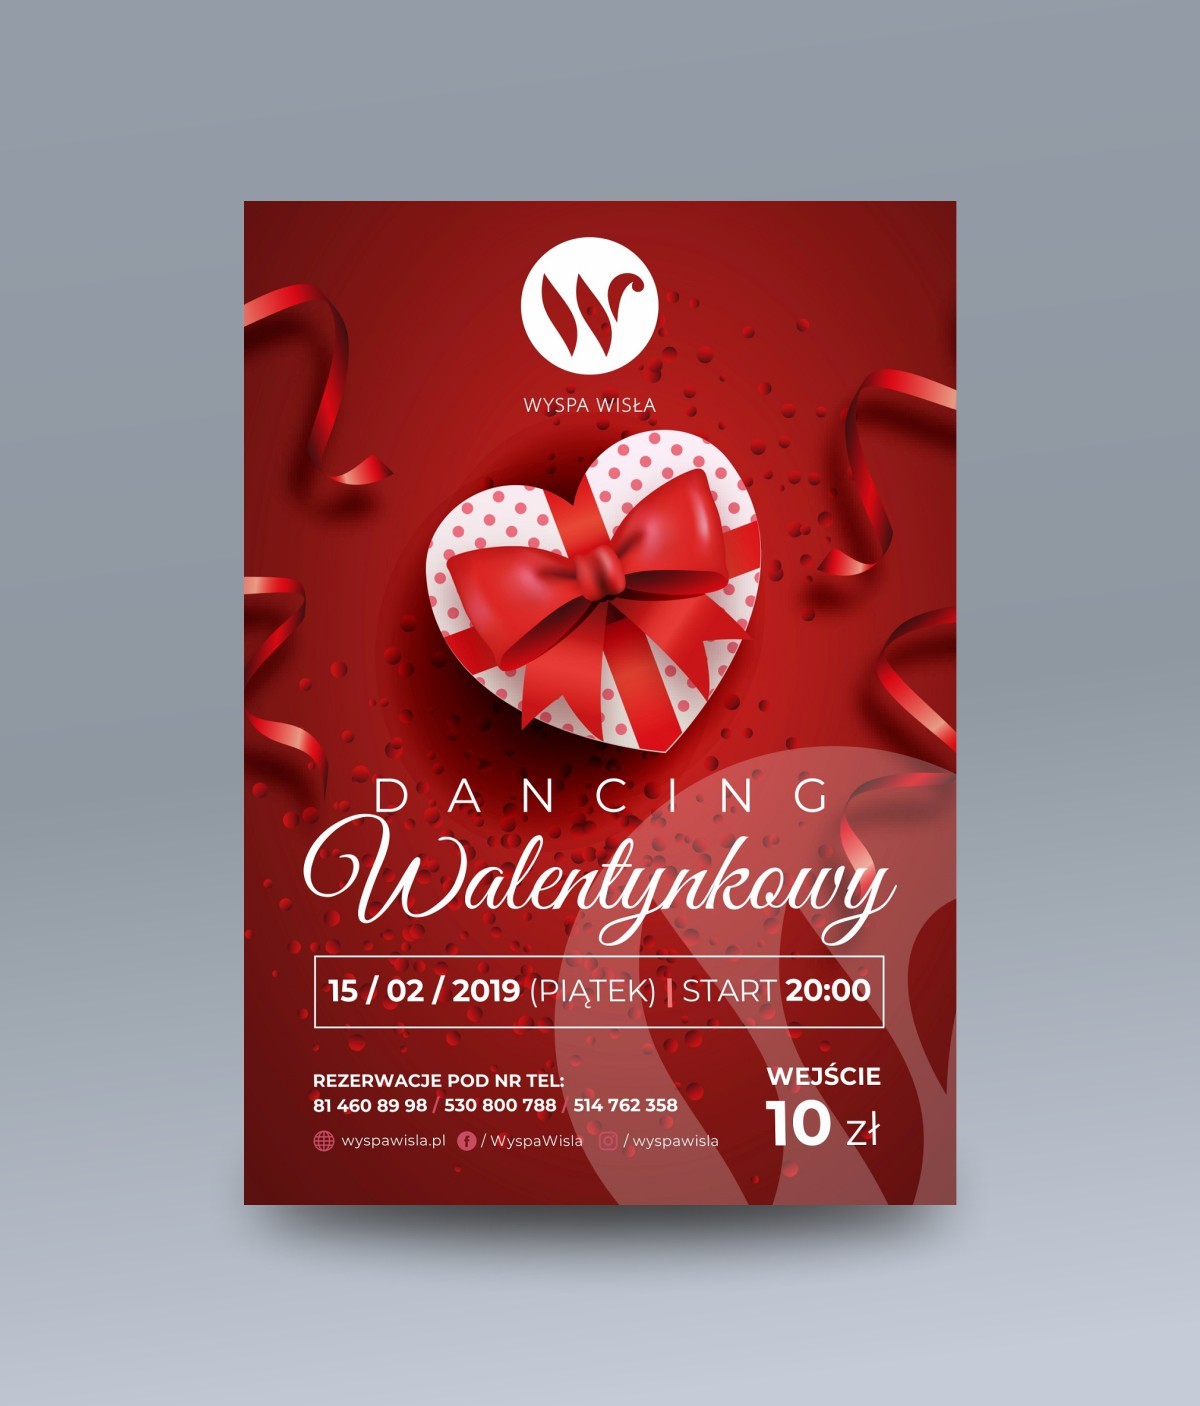 WYSPA WISŁA
DANCING
Walentynkowy
15 / 02 / 2019 (PIĄTEK) | START 20:00
REZERWACJE POD NR TEL:
81 460 89 98 / 530 800 788 / 514 762 358
wyspawisla.pl / WyspaWisla / wyspawisla
WEJŚCIE
10 zł